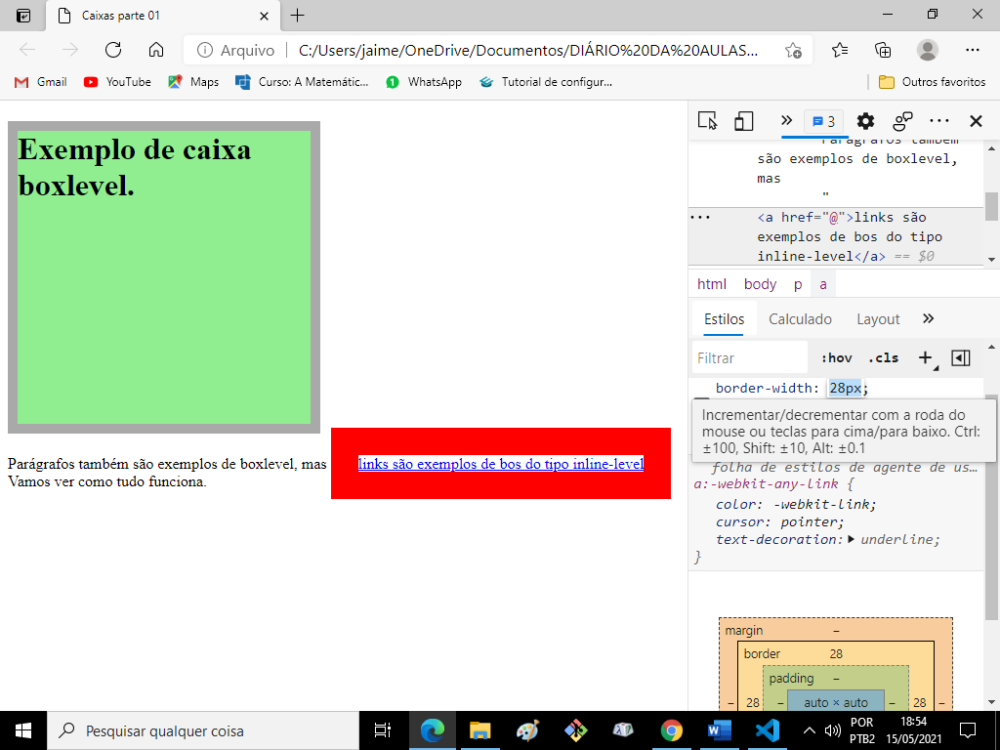 Caixas parte 01
Arquivo
C:/Users/jaime/OneDrive/Documentos/DIÁRIO%20DA%20AULAS...
Gmail
YouTube
Maps
Curso: A Matemátic...
1
WhatsApp
Tutorial de configur...
Outros favoritos
Exemplo de caixa
boxlevel.
Parágrafos também são exemplos de boxlevel, mas links são exemplos de bos do tipo inline-level
Vamos ver como tudo funciona.
3
Parágrafos também
são exemplos de boxlevel,
mas
"
<a href="@">links são
exemplos de bos do tipo
inline-level</a> == $0
html body p a
Estilos Calculado Layout
Filtrar :hov .cls
border-width: 28px;
Incrementar/decrementar com a roda do
mouse ou teclas para cima/para baixo. Ctrl:
±100, Shift: ±10, Alt: ±0.1
folha de estilos de agente de us...
a:-webkit-any-link {
color: -webkit-link;
cursor: pointer;
text-decoration: underline;
}
margin –
border 28
padding –
– 28 – auto × auto – 28 –
Pesquisar qualquer coisa
POR
PTB2
18:54
15/05/2021